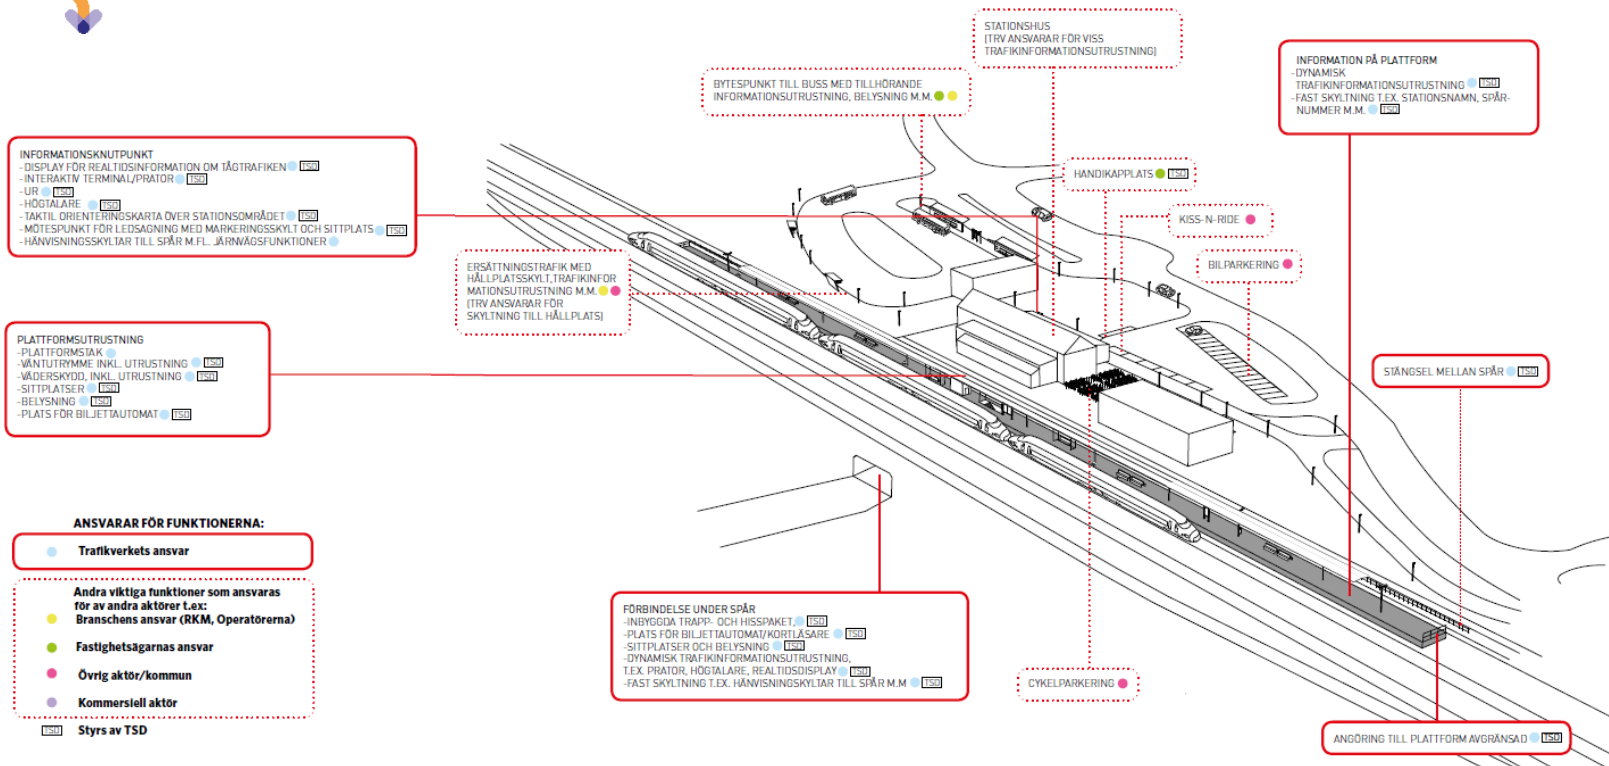 STATIONSHUS
(TRV ANSVARAR FÖR VISS
TRAFIKINFORMATIONSUTRUSTNING)
INFORMATION PÅ PLATTFORM
-DYNAMISK
TRAFIKINFORMATIONSUTRUSTNING TSD
-FAST SKYLTNING T.EX. STATIONSNAMN, SPÅR-
NUMMER M.M. TSD
BYTESPUNKT TILL BUSS MED TILLHÖRANDE
INFORMATIONSUTRUSTNING, BELYSNING M.M.
INFORMATIONSKNUTPUNKT
-DISPLAY FÖR REALTIDSINFORMATION OM TÅGTRAFIKEN TSD
-INTERAKTIV TERMINAL/PRATOR TSD
-UR TSD
-HÖGTALARE TSD
-TAKTIL ORIENTERINGSKARTA ÖVER STATIONSOMRÅDET TSD
-MÖTESPUNKT FÖR LEDSAGNING MED MARKERINGSSKYLT OCH SITTPLATS TSD
-HÄNVISNINGSSKYLTAR TILL SPÅR M.FL. JÄRNVÄGSFUNKTIONER
HANDIKAPPLATS TSD
KISS-N-RIDE
BILPARKERING
ERSÄTTNINGSTRAFIK MED
HÅLLPLATSSKYLT,TRAFIKINFOR
MATIONSUTRUSTNING M.M.
(TRV ANSVARAR FÖR
SKYLTNING TILL HÅLLPLATS)
PLATTFORMSUTRUSTNING
-PLATTFORMSTAK
-VÄNTUTRYMME INKL. UTRUSTNING TSD
-VÄDERSKYDD, INKL. UTRUSTNING TSD
-SITTPLATSER TSD
-BELYSNING TSD
-PLATS FÖR BILJETTAUTOMAT TSD
STÄNGSEL MELLAN SPÅR TSD
ANSVARAR FÖR FUNKTIONERNA:
Trafikverkets ansvar
Andra viktiga funktioner som ansvaras
för av andra aktörer t.ex:
Branschens ansvar (RKM, Operatörerna)
Fastighetsägarnas ansvar
Övrig aktör/kommun
Kommersiell aktör
TSD Styrs av TSD
FÖRBINDELSE UNDER SPÅR
-INBYGGDA TRAPP- OCH HISSPAKET, TSD
-PLATS FÖR BILJETTAUTOMAT/KORTLÄSARE TSD
-SITTPLATSER OCH BELYSNING TSD
-DYNAMISK TRAFIKINFORMATIONSUTRUSTNING,
T.EX. PRATOR, HÖGTALARE, REALTIDSDISPLAY TSD
-FAST SKYLTNING T.EX. HÄNVISNINGSKYLTAR TILL SPÅR M.M TSD
CYKELPARKERING
ANGÖRING TILL PLATTFORM AVGRÄNSAD TSD